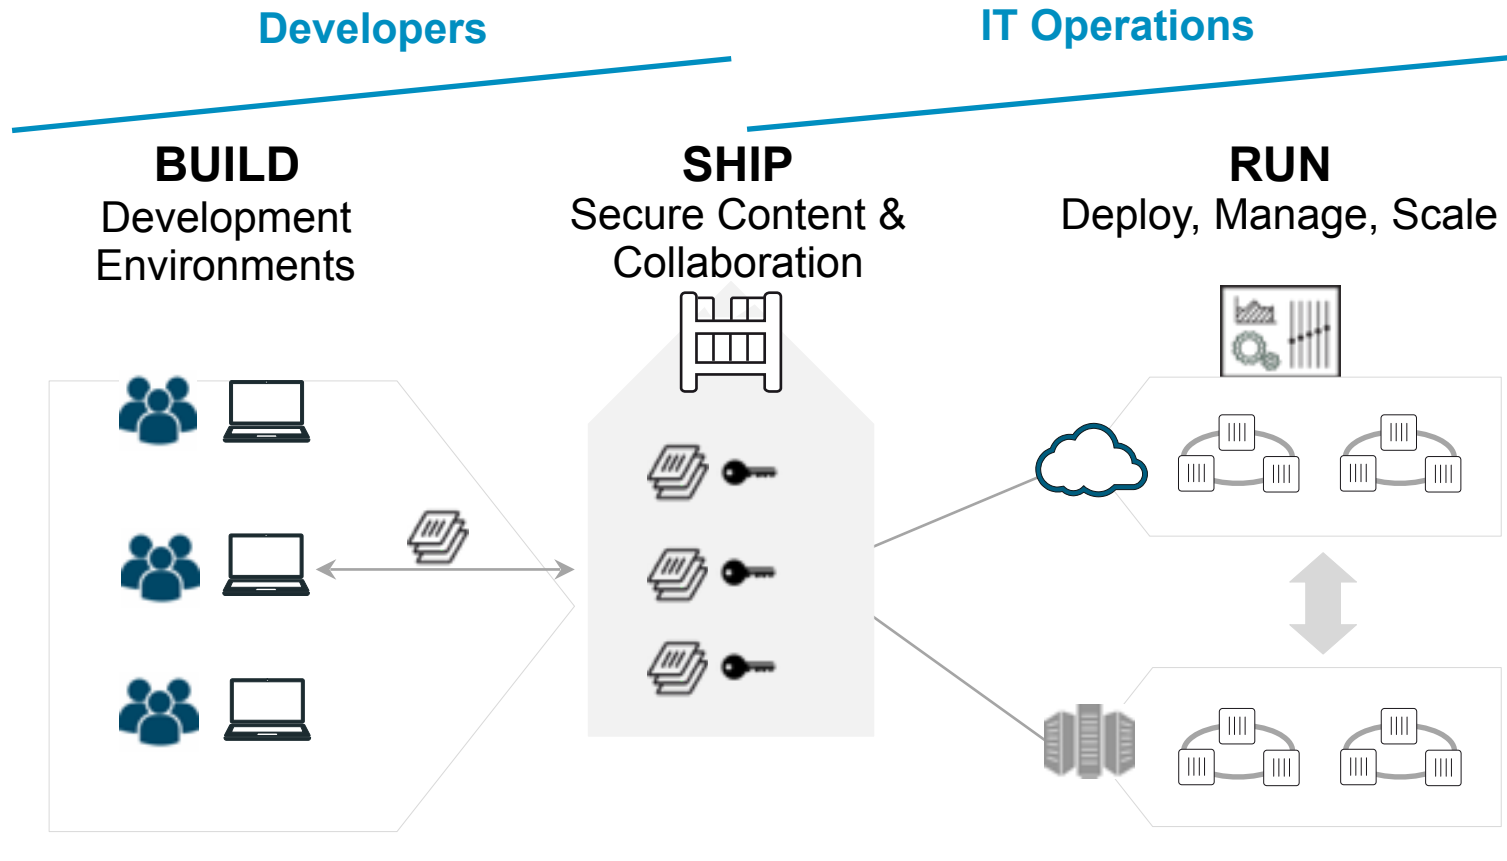 Developers
IT Operations
BUILD
Development
Environments
SHIP
Secure Content &
Collaboration
RUN
Deploy, Manage, Scale